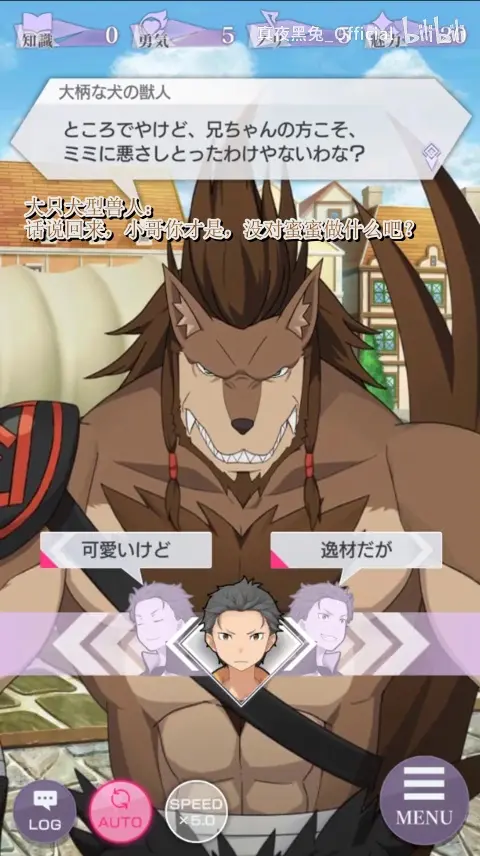 知識 0 勇気 5 5 魅力 30
真夜黑兔_Official bilibili
大柄な犬の獣人
ところでやけど、兄ちゃんの方こそ、
ミミに悪さしとったわけやないわな?
大只犬型兽人:
话说回来，小哥你才是，没对蜜蜜做什么吧?
可愛いけど
逸材だが
LOG
AUTO
SPEED
×5.0
MENU